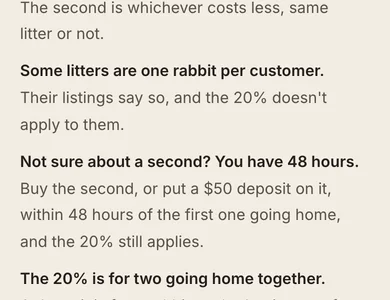 The second is whichever costs less, same
litter or not.
Some litters are one rabbit per customer.
Their listings say so, and the 20% doesn't
apply to them.
Not sure about a second? You have 48 hours.
Buy the second, or put a $50 deposit on it,
within 48 hours of the first one going home,
and the 20% still applies.
The 20% is for two going home together.